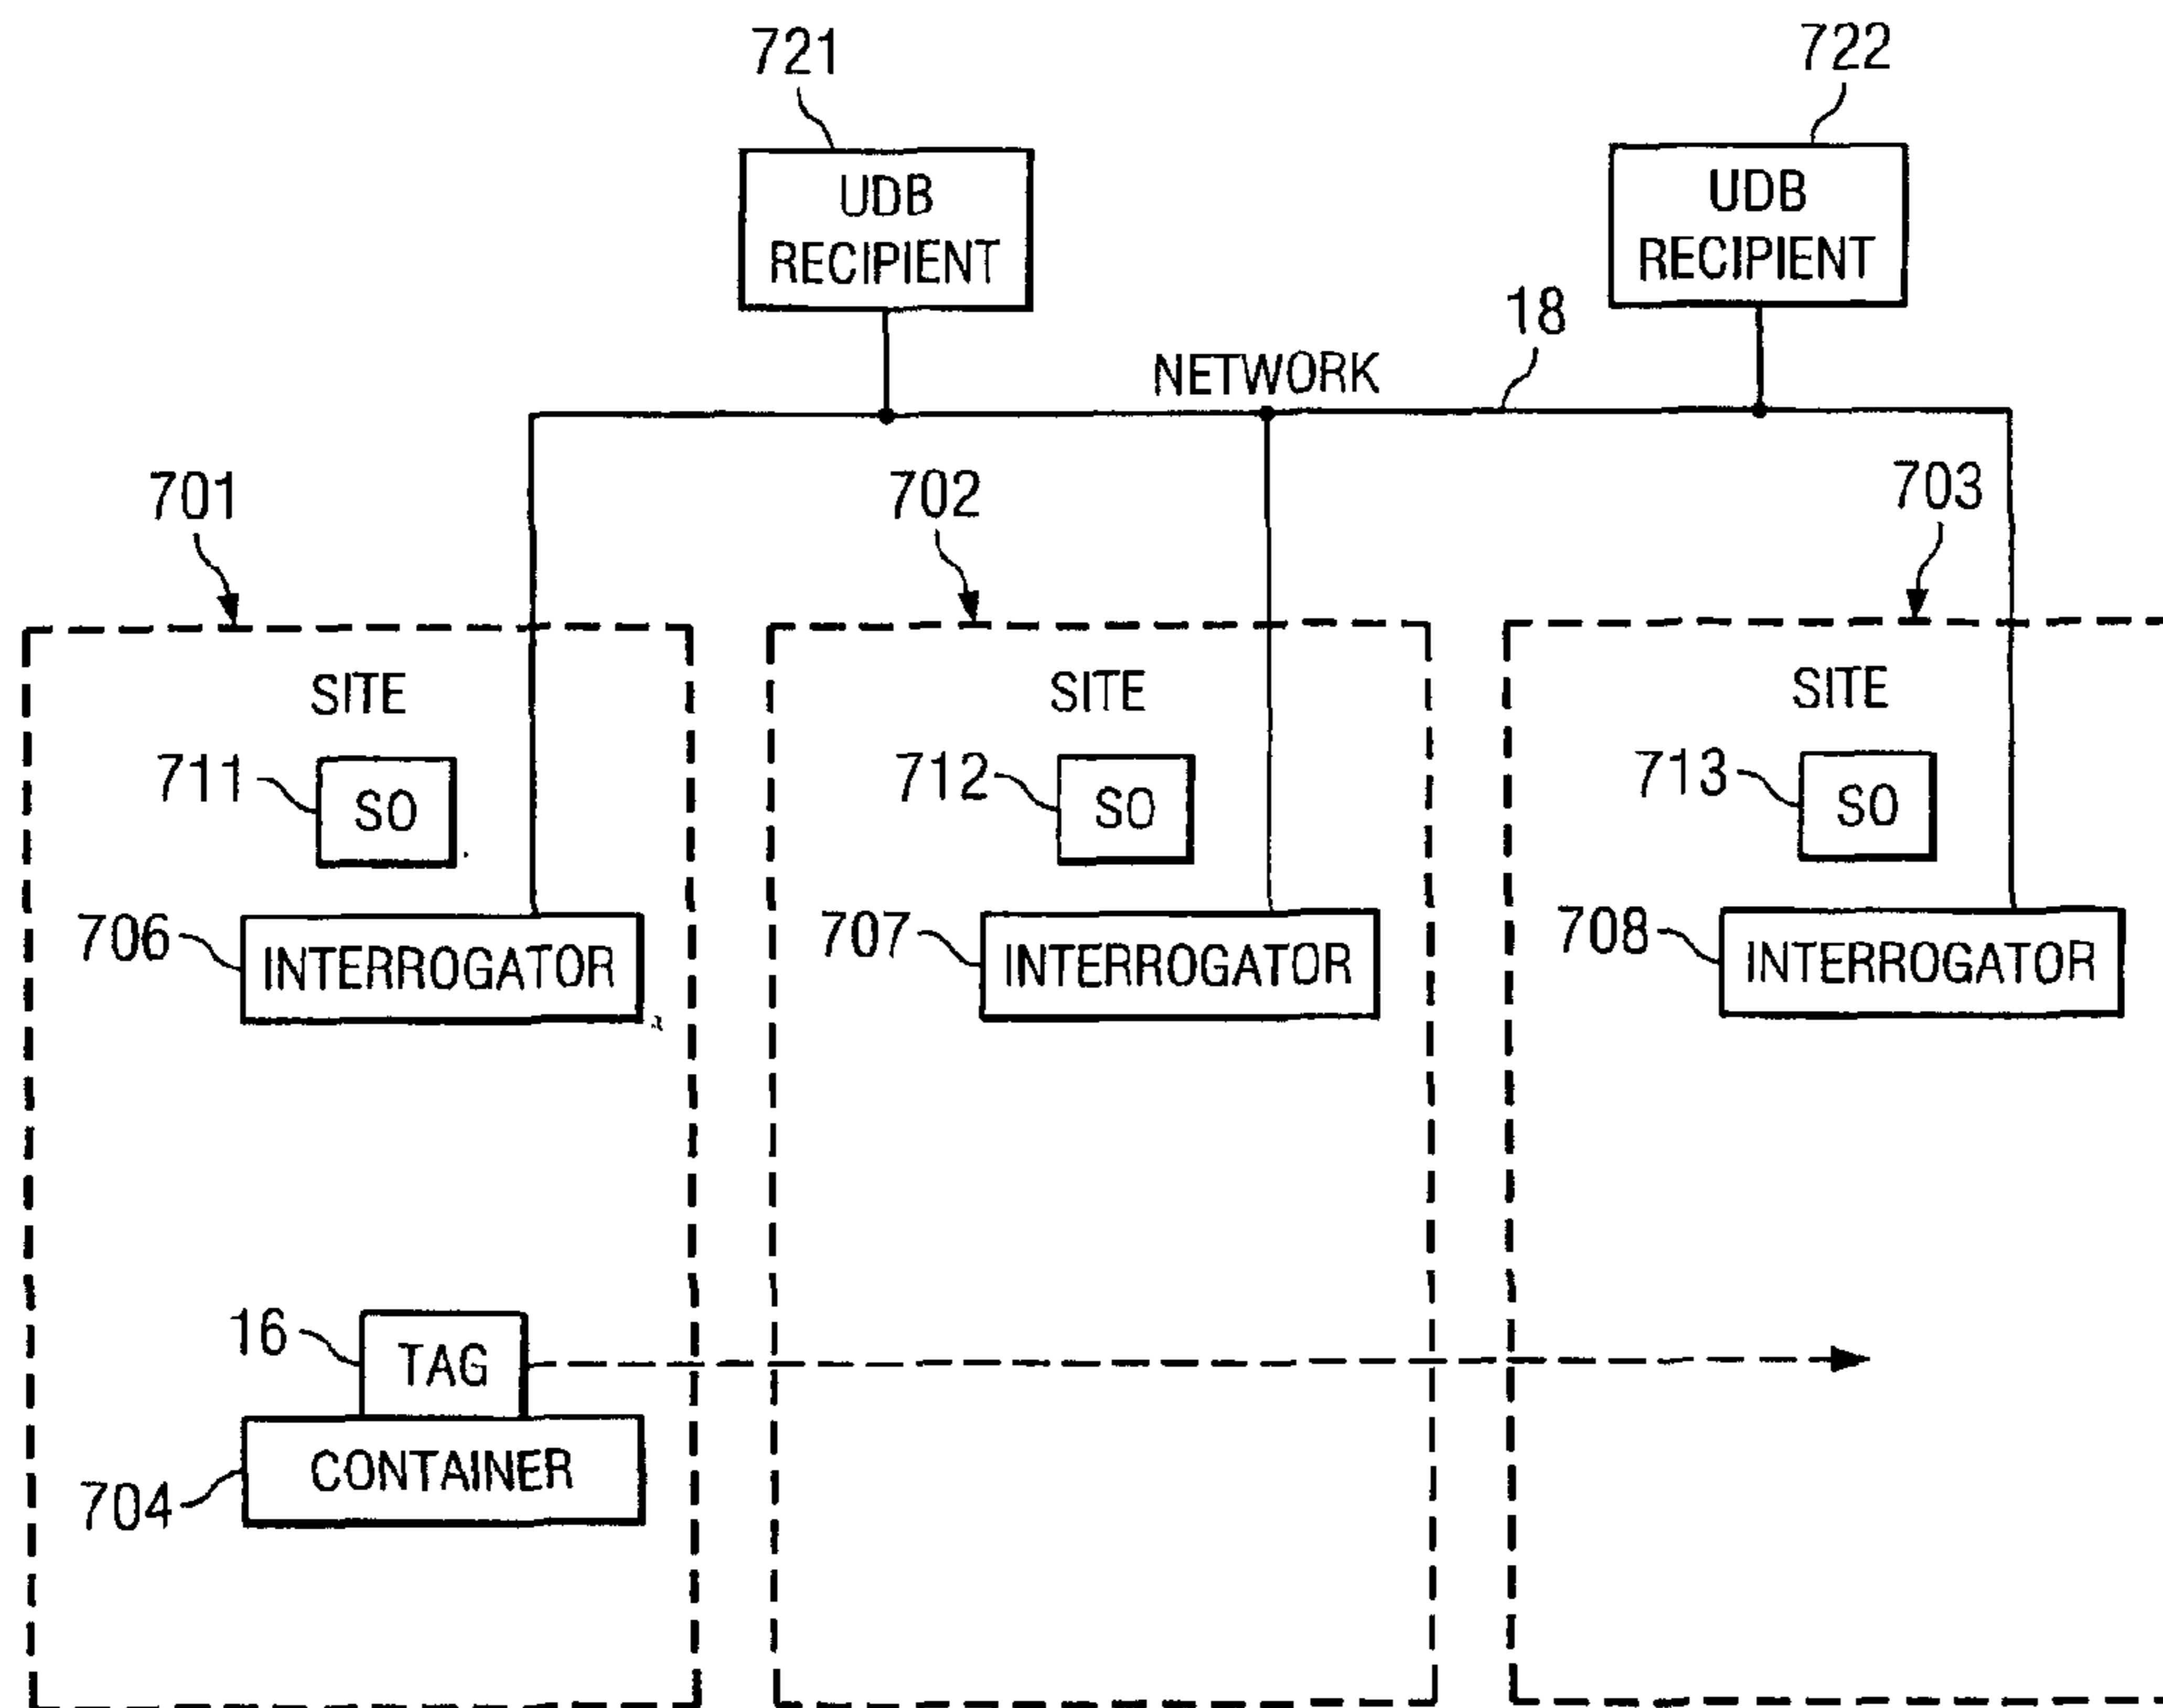 721
722
UDB
RECIPIENT
UDB
RECIPIENT
18
NETWORK
701
702
703
SITE
SITE
SITE
711
SO
712
SO
713
SO
706
INTERROGATOR
707
INTERROGATOR
708
INTERROGATOR
16
TAG
CONTAINER
704